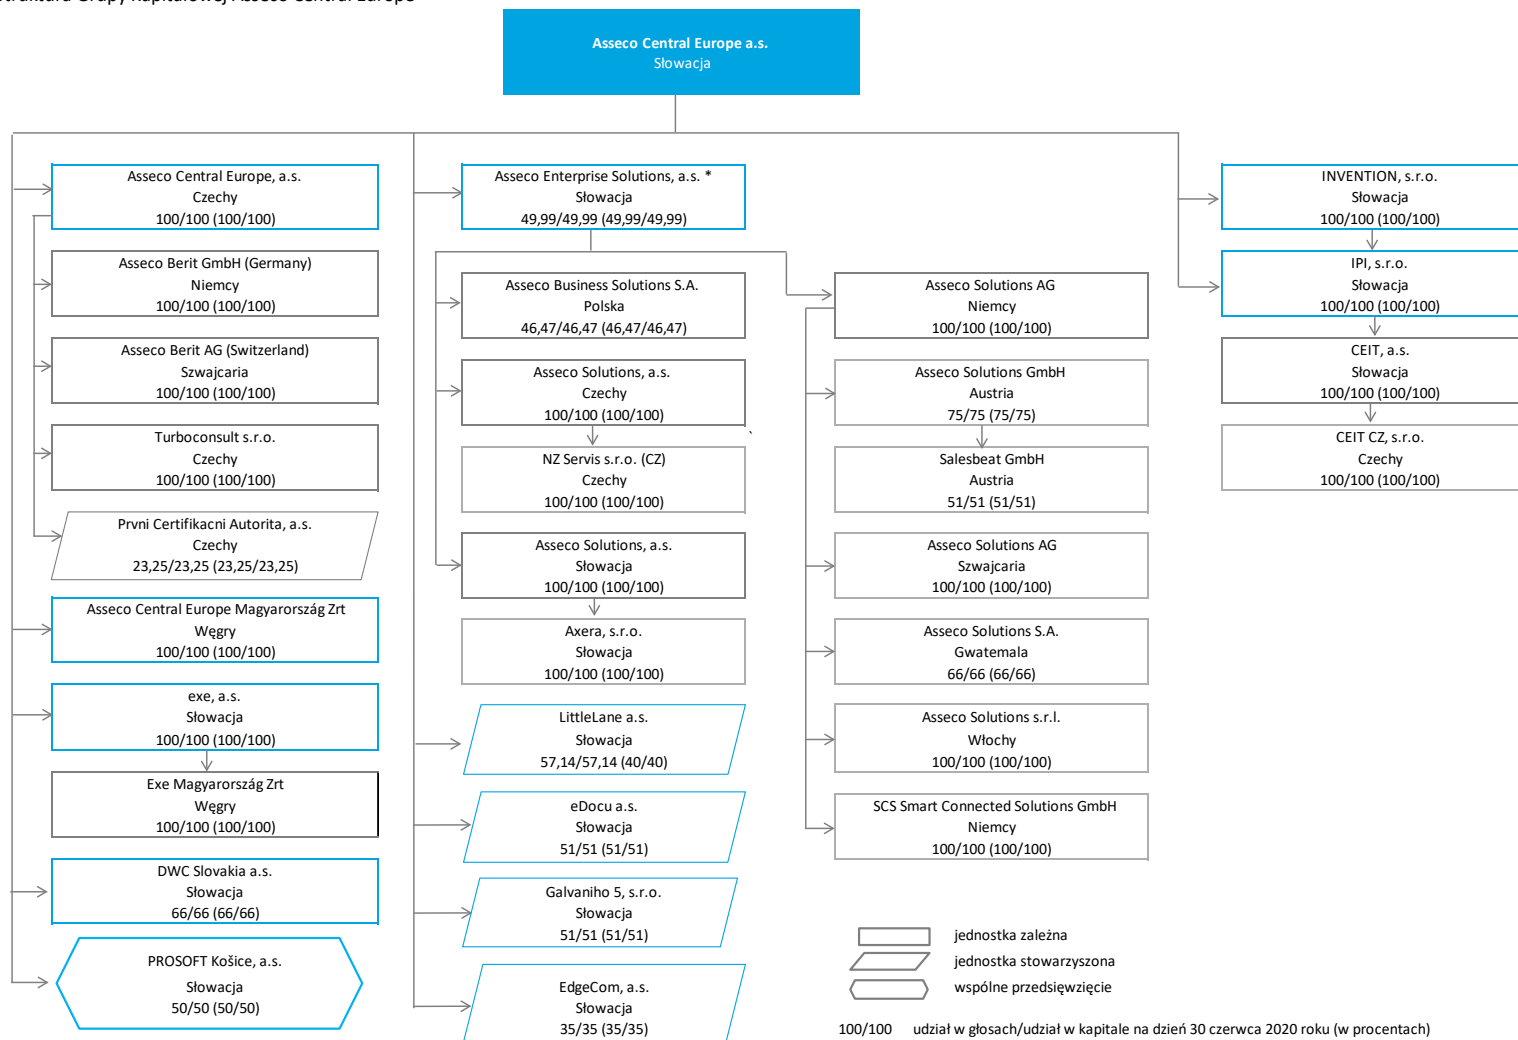 Struktura Grupy Kapitałowej Asseco Central Europe
Asseco Central Europe a.s.
Słowacja
Asseco Central Europe, a.s.
Czechy
100/100 (100/100)
Asseco Berit GmbH (Germany)
Niemcy
100/100 (100/100)
Asseco Berit AG (Switzerland)
Szwajcaria
100/100 (100/100)
Turboconsult s.r.o.
Czechy
100/100 (100/100)
Prvni Certifikacni Autorita, a.s.
Czechy
23,25/23,25 (23,25/23,25)
Asseco Central Europe Magyarország Zrt
Węgry
100/100 (100/100)
exe, a.s.
Słowacja
100/100 (100/100)
Exe Magyarország Zrt
Węgry
100/100 (100/100)
DWC Slovakia a.s.
Słowacja
66/66 (66/66)
PROSOFT Košice, a.s.
Słowacja
50/50 (50/50)
Asseco Enterprise Solutions, a.s. *
Słowacja
49,99/49,99 (49,99/49,99)
Asseco Business Solutions S.A.
Polska
46,47/46,47 (46,47/46,47)
Asseco Solutions, a.s.
Czechy
100/100 (100/100)
NZ Servis s.r.o. (CZ)
Czechy
100/100 (100/100)
Asseco Solutions, a.s.
Słowacja
100/100 (100/100)
Axera, s.r.o.
Słowacja
100/100 (100/100)
LittleLane a.s.
Słowacja
57,14/57,14 (40/40)
eDocu a.s.
Słowacja
51/51 (51/51)
Galvaniho 5, s.r.o.
Słowacja
51/51 (51/51)
EdgeCom, a.s.
Słowacja
35/35 (35/35)
Asseco Solutions AG
Niemcy
100/100 (100/100)
Asseco Solutions GmbH
Austria
75/75 (75/75)
Salesbeat GmbH
Austria
51/51 (51/51)
Asseco Solutions AG
Szwajcaria
100/100 (100/100)
Asseco Solutions S.A.
Gwatemala
66/66 (66/66)
Asseco Solutions s.r.l.
Włochy
100/100 (100/100)
SCS Smart Connected Solutions GmbH
Niemcy
100/100 (100/100)
INVENTION, s.r.o.
Słowacja
100/100 (100/100)
IPI, s.r.o.
Słowacja
100/100 (100/100)
CEIT, a.s.
Słowacja
100/100 (100/100)
CEIT CZ, s.r.o.
Czechy
100/100 (100/100)
jednostka zależna
jednostka stowarzyszona
wspólne przedsięwzięcie
100/100 udział w głosach/udział w kapitale na dzień 30 czerwca 2020 roku (w procentach)